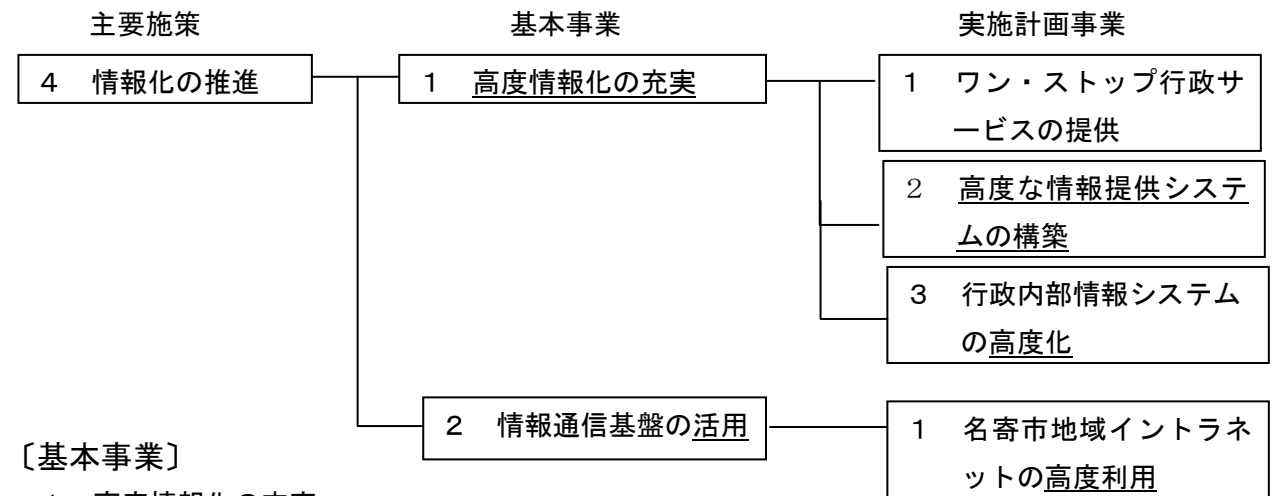 主要施策　基本事業　実施計画事業
４　情報化の推進
１　高度情報化の充実
１　ワン・ストップ行政サ
ービスの提供
２　高度な情報提供システ
ムの構築
３　行政内部情報システム
の高度化
２　情報通信基盤の活用
１　名寄市地域イントラネ
ットの高度利用
〔基本事業〕